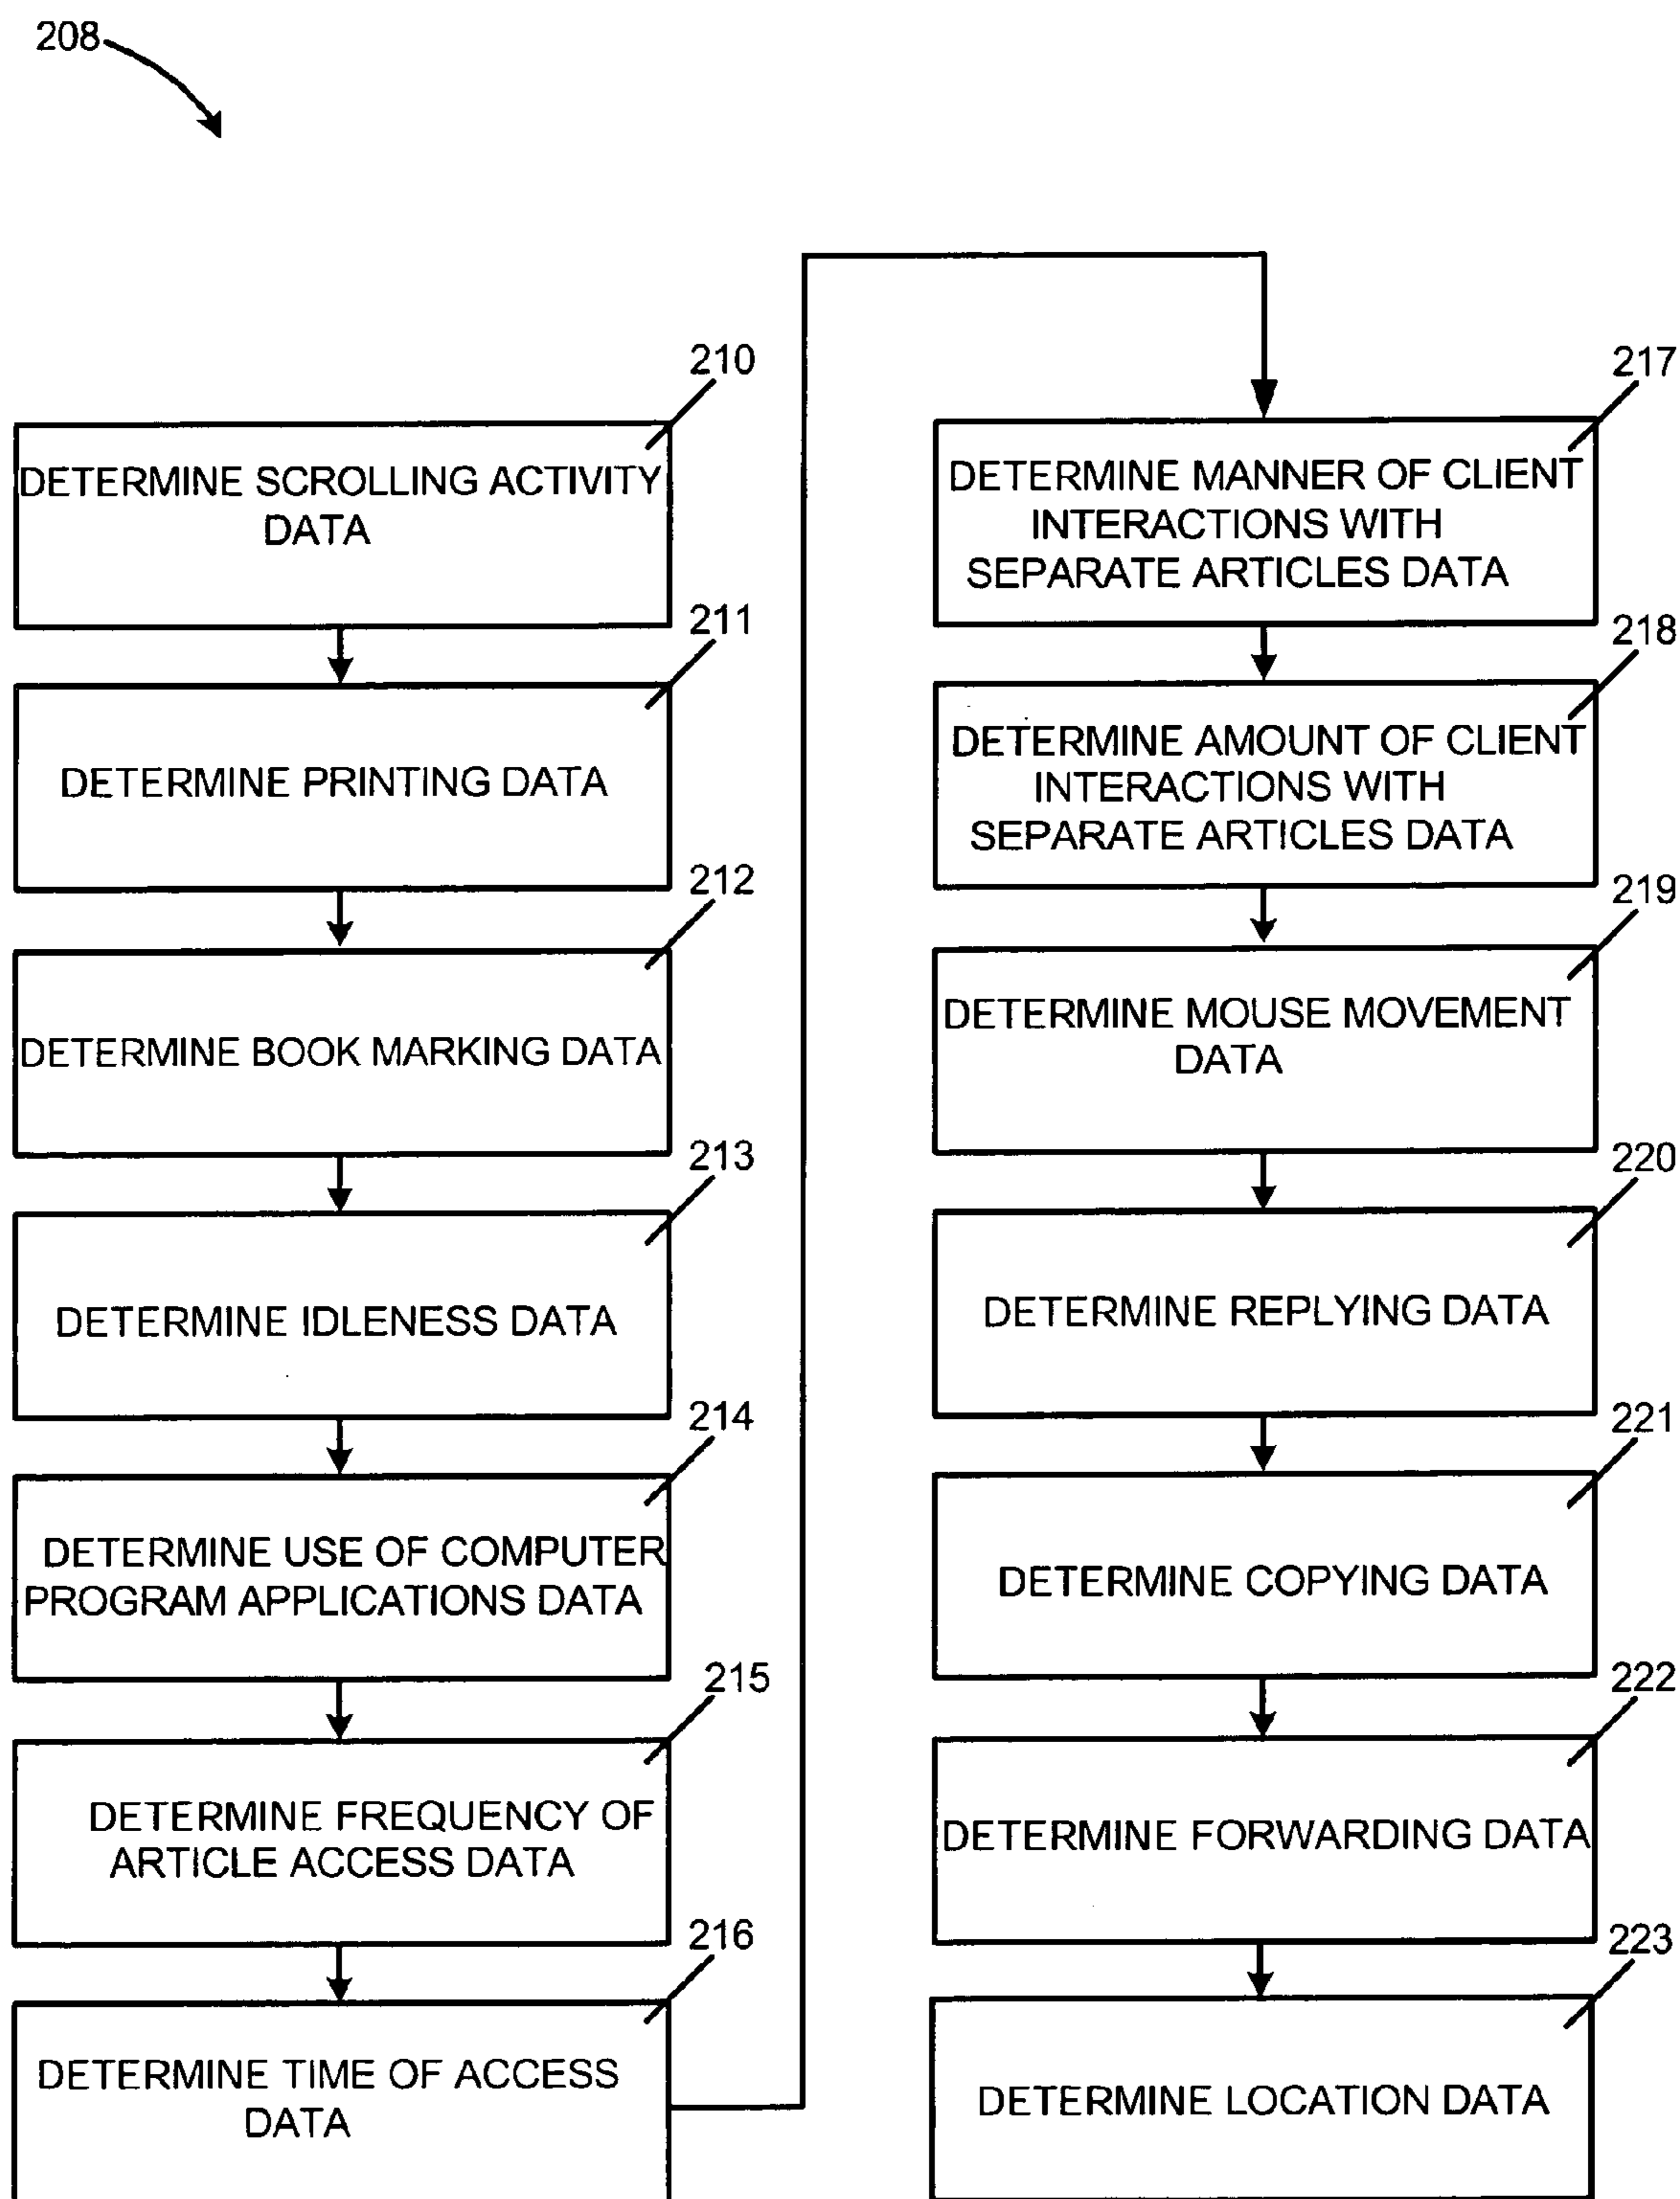 208
210
DETERMINE SCROLLING ACTIVITY
DATA
211
DETERMINE PRINTING DATA
212
DETERMINE BOOK MARKING DATA
213
DETERMINE IDLENESS DATA
214
DETERMINE USE OF COMPUTER
PROGRAM APPLICATIONS DATA
215
DETERMINE FREQUENCY OF
ARTICLE ACCESS DATA
216
DETERMINE TIME OF ACCESS
DATA
217
DETERMINE MANNER OF CLIENT
INTERACTIONS WITH
SEPARATE ARTICLES DATA
218
DETERMINE AMOUNT OF CLIENT
INTERACTIONS WITH
SEPARATE ARTICLES DATA
219
DETERMINE MOUSE MOVEMENT
DATA
220
DETERMINE REPLYING DATA
221
DETERMINE COPYING DATA
222
DETERMINE FORWARDING DATA
223
DETERMINE LOCATION DATA